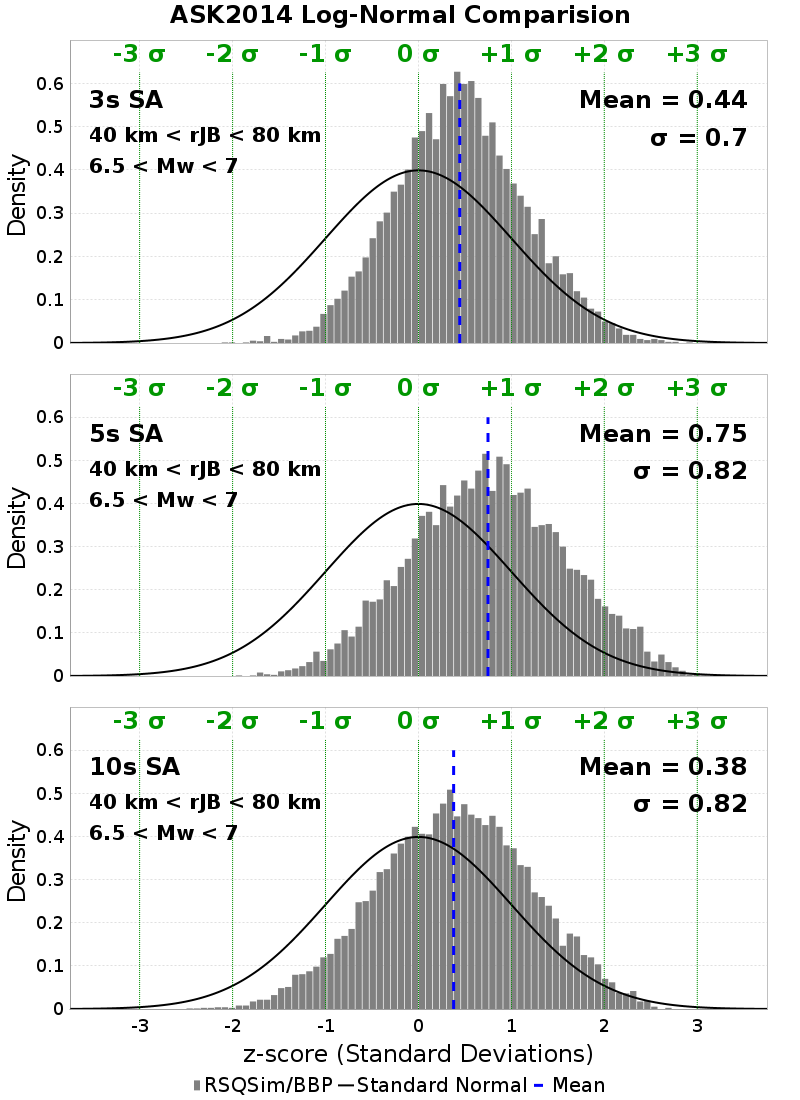 ASK2014 Log-Normal Comparision
-3 σ -2 σ -1 σ 0 σ +1 σ +2 σ +3 σ
3s SA
Mean = 0.44
40 km < rJB < 80 km
σ = 0.7
6.5 < Mw < 7
Density
0.6
0.5
0.4
0.3
0.2
0.1
0
-3 σ -2 σ -1 σ 0 σ +1 σ +2 σ +3 σ
5s SA
Mean = 0.75
40 km < rJB < 80 km
σ = 0.82
6.5 < Mw < 7
Density
0.6
0.5
0.4
0.3
0.2
0.1
0
-3 σ -2 σ -1 σ 0 σ +1 σ +2 σ +3 σ
10s SA
Mean = 0.38
40 km < rJB < 80 km
σ = 0.82
6.5 < Mw < 7
Density
0.6
0.5
0.4
0.3
0.2
0.1
0
-3 -2 -1 0 1 2 3
z-score (Standard Deviations)
RSQSim/BBP Standard Normal Mean